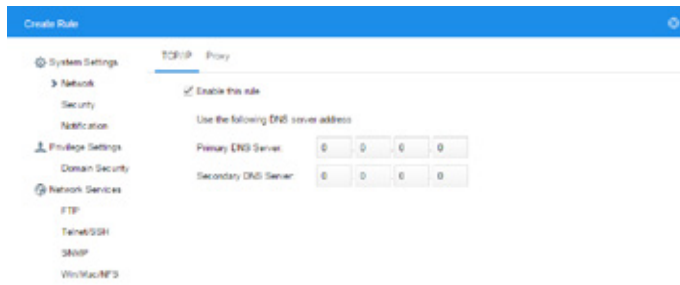 Create Rule
System Settings
Network
Security
Notification
Privilege Settings
Domain Security
Network Services
FTP
Telnet/SSH
SNMP
Win/Mac/NFS
TCP/IP Proxy
Enable this rule
Use the following DNS server address
Primary DNS Server: 0 . 0 . 0 . 0
Secondary DNS Server: 0 . 0 . 0 . 0